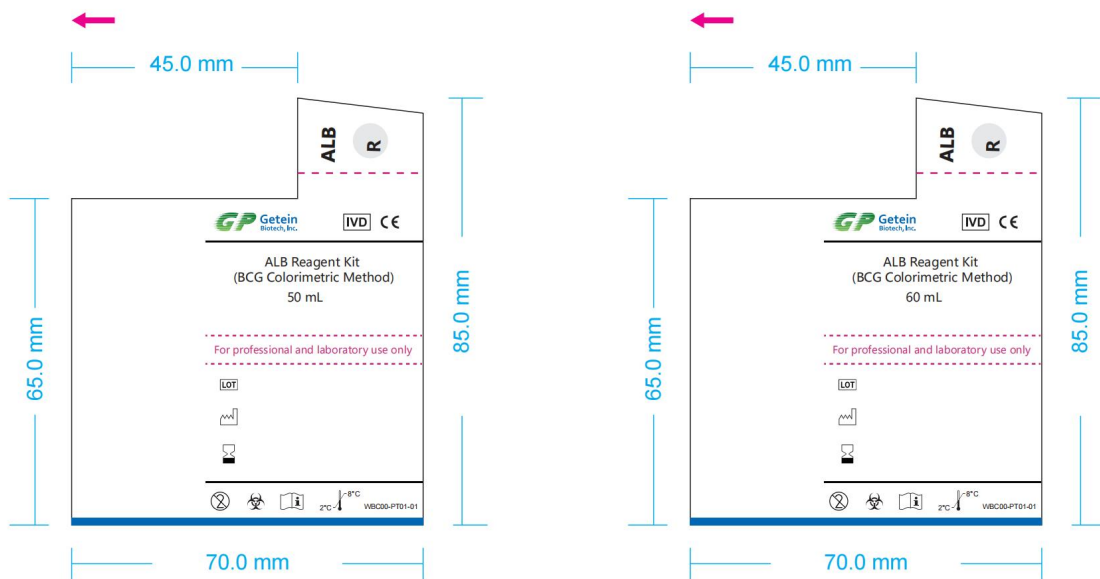 45.0 mm
ALB
R
GP Getein
Biotech, Inc.
IVD CE
ALB Reagent Kit
(BCG Colorimetric Method)
50 mL
For professional and laboratory use only
LOT
2
i
2°C 8°C
WBC00-PT01-01
65.0 mm
85.0 mm
70.0 mm
45.0 mm
ALB
R
GP Getein
Biotech, Inc.
IVD CE
ALB Reagent Kit
(BCG Colorimetric Method)
60 mL
For professional and laboratory use only
LOT
2
i
2°C 8°C
WBC00-PT01-01
65.0 mm
85.0 mm
70.0 mm